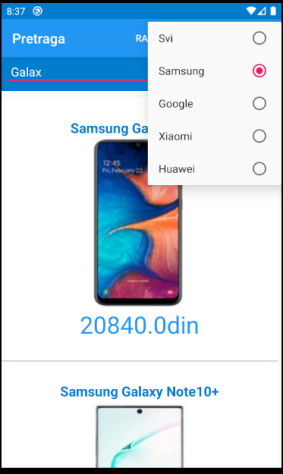 8:37
Pretraga
RA
Svi
Samsung
Google
Xiaomi
Huawei
Galax
Samsung Ga
12:45
Fri, February 22
20840.0din
Samsung Galaxy Note10+